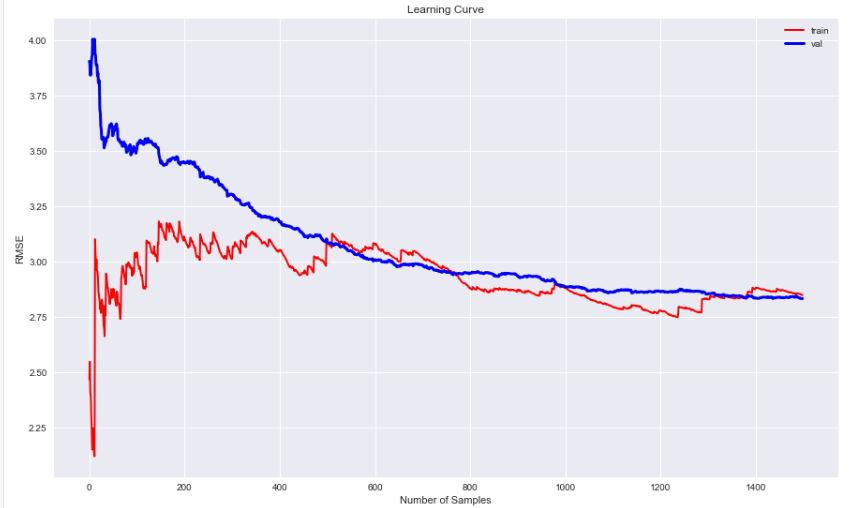 Learning Curve
train
val
4.00
3.75
3.50
3.25
3.00
2.75
2.50
2.25
RMSE
0 200 400 600 800 1000 1200 1400
Number of Samples